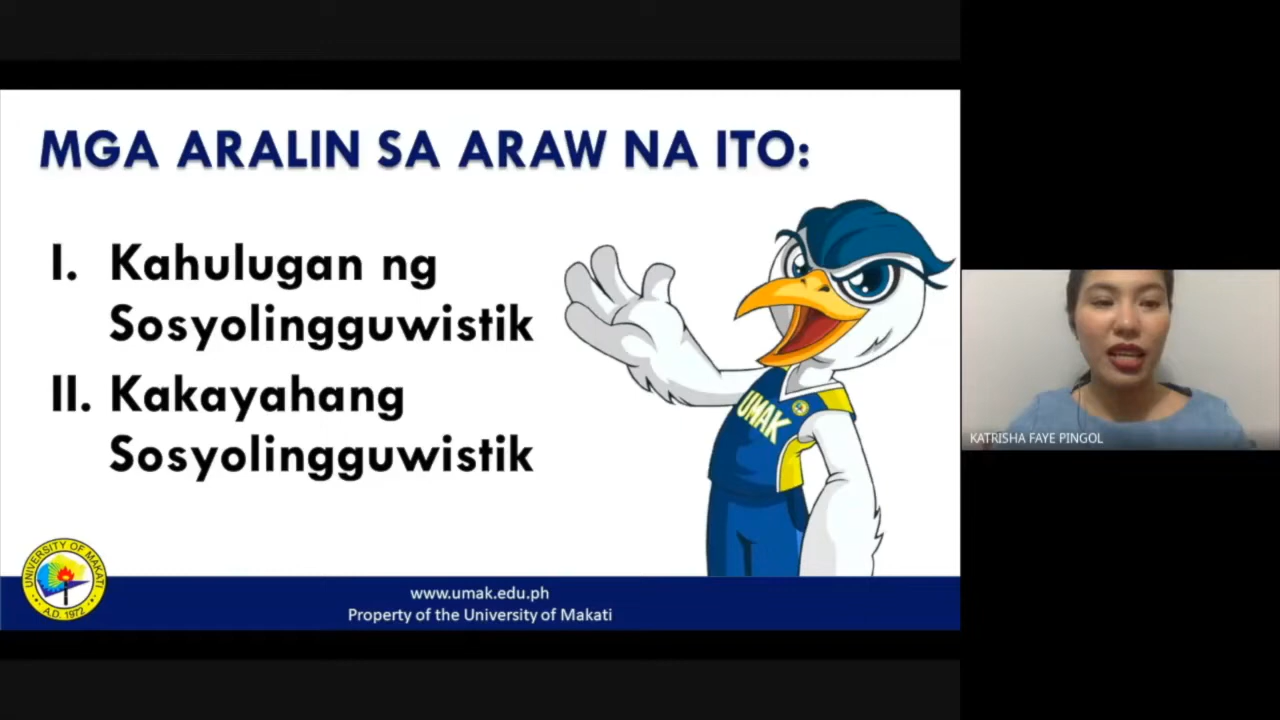 MGA ARALIN SA ARAW NA ITO:
I. Kahulugan ng
Sosyolingguwistik
II. Kakayahang
Sosyolingguwistik
UMAK
UNIVERSITY OF MAKATI
A.D. 1972
www.umak.edu.ph
Property of the University of Makati
KATRISHA FAYE PINGOL